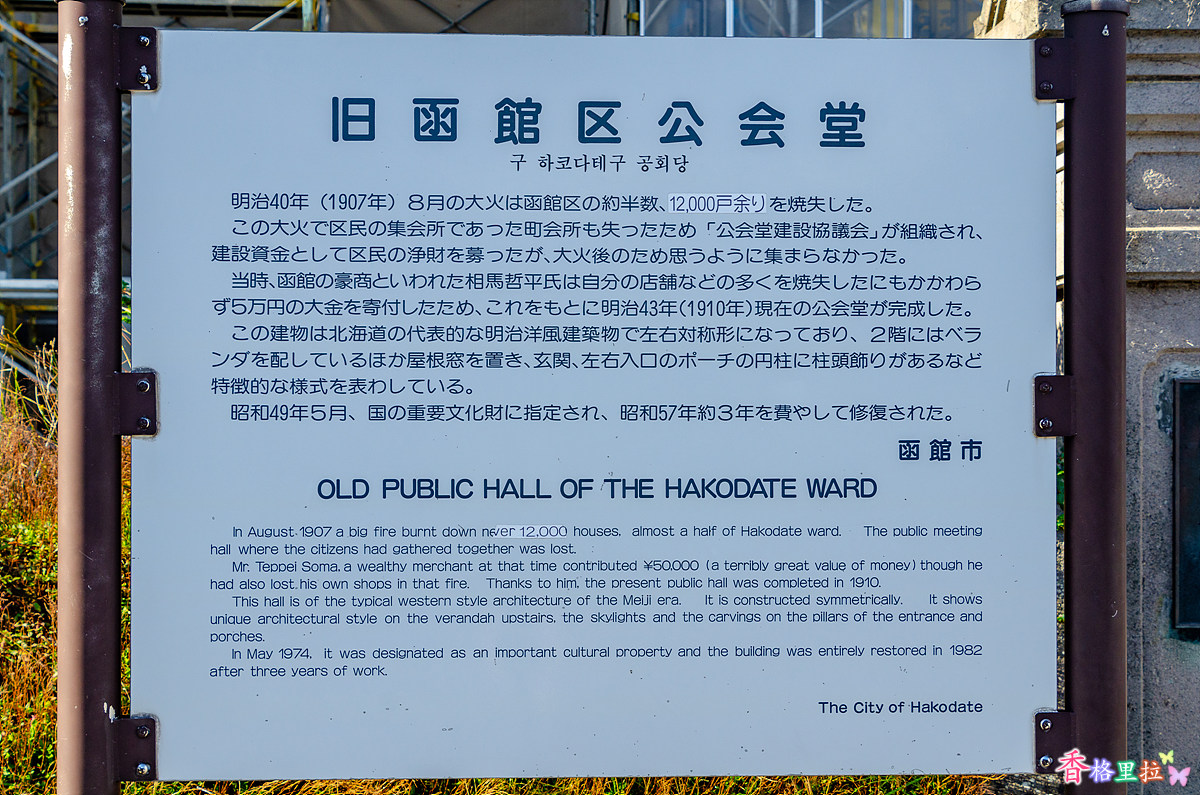 旧函館区公会堂
구 하코다테구 공회당
明治40年（1907年）８月の大火は函館区の約半数、12,000戸余りを焼失した。
この大火で区民の集会所であった町会所も失ったため「公会堂建設協議会」が組織され、
建設資金として区民の浄財を募ったが、大火後のため思うように集まらなかった。
当時、函館の豪商といわれた相馬哲平氏は自分の店舗などの多くを焼失したにもかかわら
ず５万円の大金を寄付したため、これをもとに明治43年（1910年）現在の公会堂が完成した。
この建物は北海道の代表的な明治洋風建築物で左右対称形になっており、２階にはベラ
ンダを配しているほか屋根窓を置き、玄関、左右入口のポーチの円柱に柱頭飾りがあるなど
特徴的な様式を表わしている。
昭和49年５月、国の重要文化財に指定され、昭和57年約３年を費やして修復された。
函館市
OLD PUBLIC HALL OF THE HAKODATE WARD
In August 1907 a big fire burnt down never 12,000 houses, almost a half of Hakodate ward. The public meeting
hall where the citizens had gathered together was lost.
Mr. Teppei Soma, a wealthy merchant at that time contributed ¥50,000 (a terribly great value of money) though he
had also lost his own shops in that fire. Thanks to him, the present public hall was completed in 1910.
This hall is of the typical western style architecture of the Meiji era. It is constructed symmetrically. It shows
unique architectural style on the verandah upstairs, the skylights and the carvings on the pillars of the entrance and
porches.
In May 1974, it was designated as an important cultural property and the building was entirely restored in 1982
after three years of work.
The City of Hakodate
香格里拉